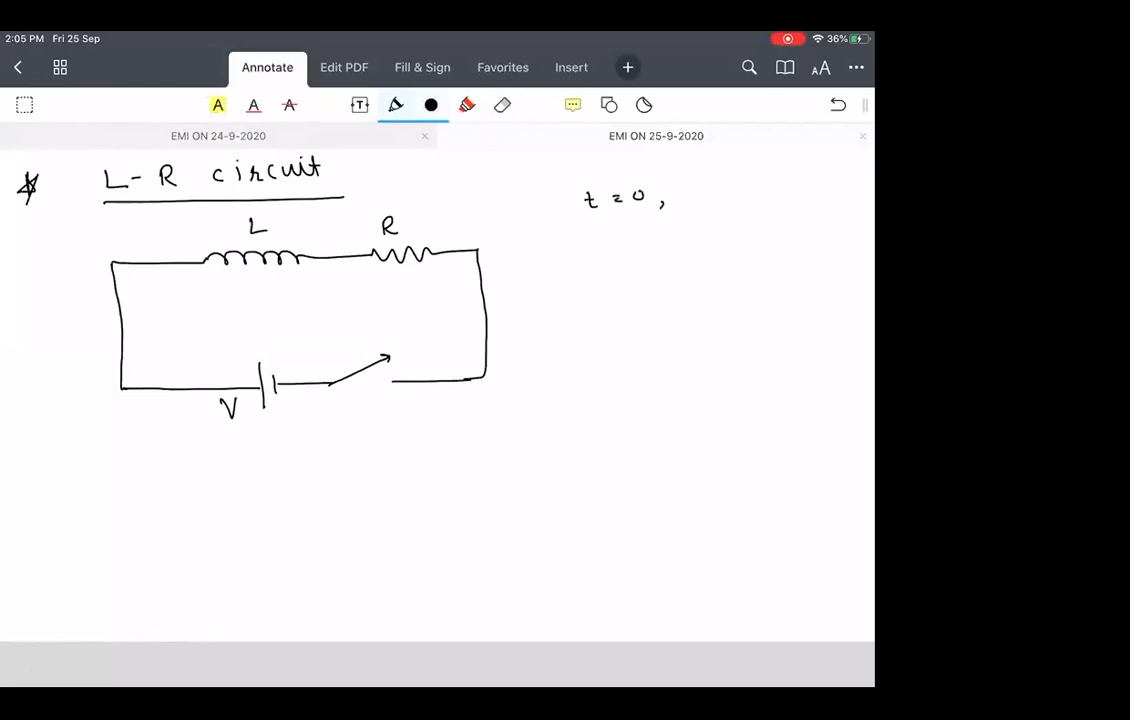 2:05 PM Fri 25 Sep
36%
Annotate Edit PDF Fill & Sign Favorites Insert
AA
A A A T
EMI ON 24-9-2020 EMI ON 25-9-2020
L-R circuit
t = 0 ,
L R
V